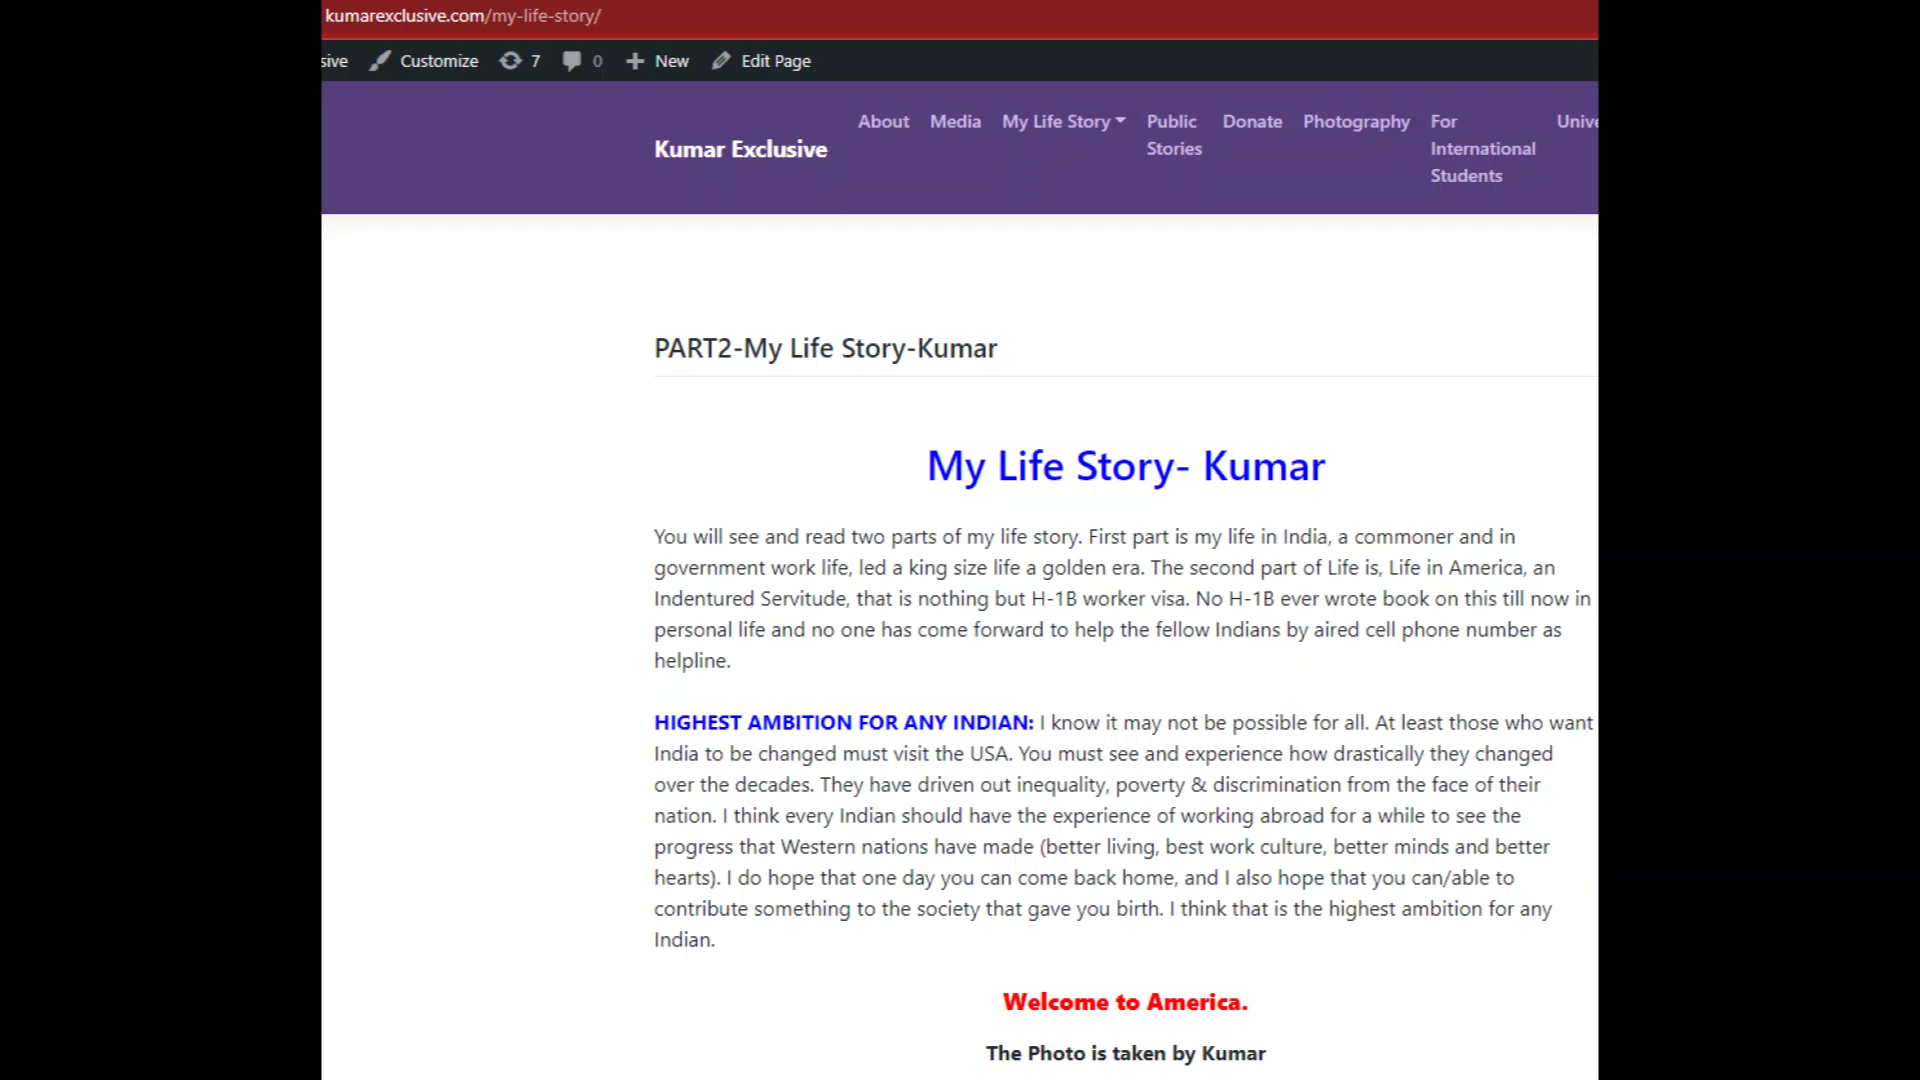 kumarexclusive.com/my-life-story/
sive Customize 7 0 New Edit Page
Kumar Exclusive
About Media My Life Story Public Stories Donate Photography For International Students Unive
PART2-My Life Story-Kumar
My Life Story- Kumar
You will see and read two parts of my life story. First part is my life in India, a commoner and in
government work life, led a king size life a golden era. The second part of Life is, Life in America, an
Indentured Servitude, that is nothing but H-1B worker visa. No H-1B ever wrote book on this till now in
personal life and no one has come forward to help the fellow Indians by aired cell phone number as
helpline.
HIGHEST AMBITION FOR ANY INDIAN: I know it may not be possible for all. At least those who want
India to be changed must visit the USA. You must see and experience how drastically they changed
over the decades. They have driven out inequality, poverty & discrimination from the face of their
nation. I think every Indian should have the experience of working abroad for a while to see the
progress that Western nations have made (better living, best work culture, better minds and better
hearts). I do hope that one day you can come back home, and I also hope that you can/able to
contribute something to the society that gave you birth. I think that is the highest ambition for any
Indian.
Welcome to America.
The Photo is taken by Kumar